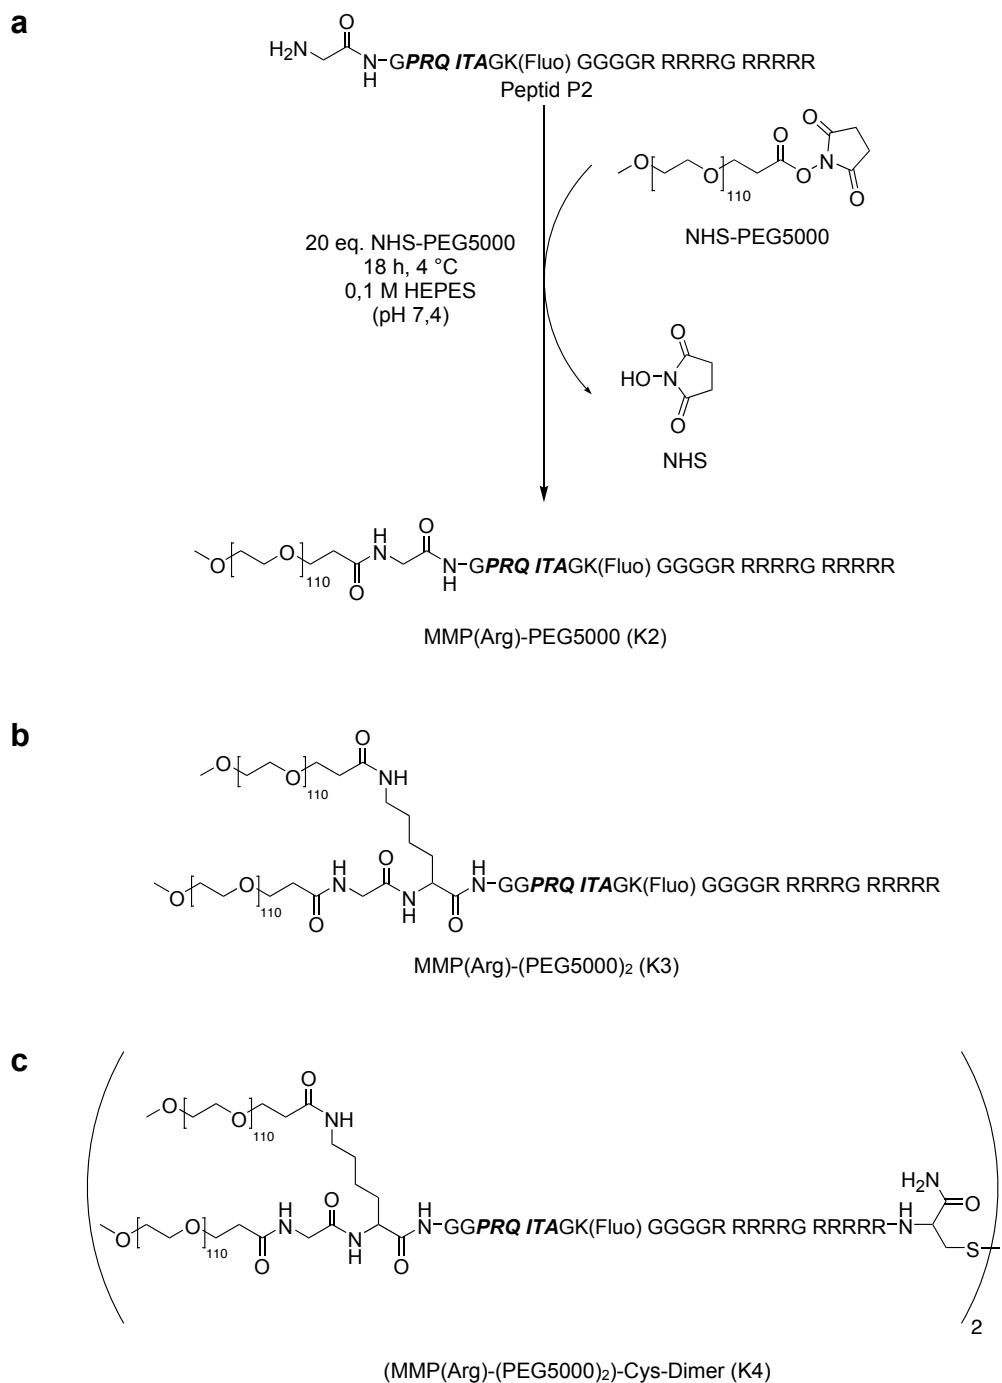 a
O
H2N
N
H
GPRQ ITAGK(Fluo) GGGGR RRRRG RRRRR
Peptid P2
O
O
O
110
O
O
N
O
O
NHS-PEG5000
20 eq. NHS-PEG5000
18 h, 4 °C
0,1 M HEPES
(pH 7,4)
O
HO
N
O
NHS
O
O
110
O
H
N
O
N
H
GPRQ ITAGK(Fluo) GGGGR RRRRG RRRRR
MMP(Arg)-PEG5000 (K2)
b
O
O
110
O
NH
O
O
110
O
H
N
O
N
H
O
H
N
GGPRQ ITAGK(Fluo) GGGGR RRRRG RRRRR
MMP(Arg)-(PEG5000)2 (K3)
c
O
O
110
O
NH
O
O
110
O
H
N
O
N
H
O
H
N
GGPRQ ITAGK(Fluo) GGGGR RRRRG RRRRR
H
N
H2N
O
S
2
(MMP(Arg)-(PEG5000)2)-Cys-Dimer (K4)